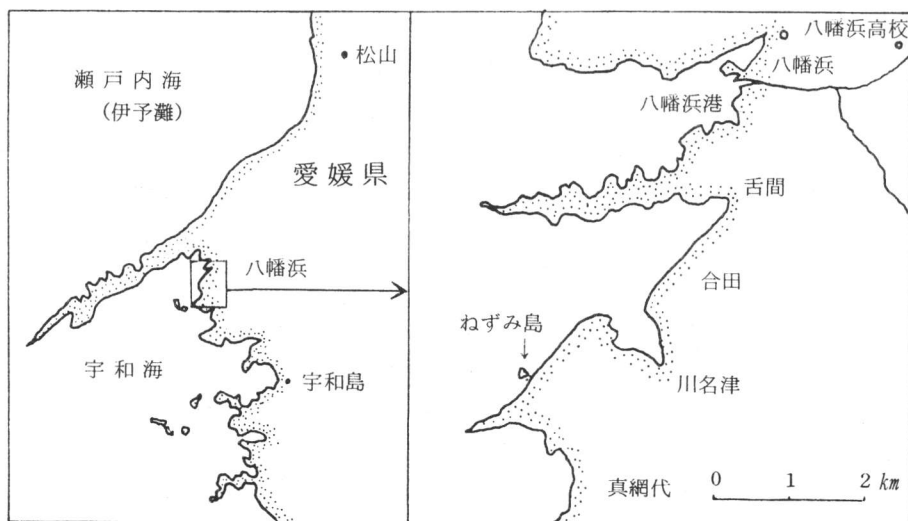 松山
瀬戸内海
(伊予灘)
愛媛県
八幡浜
宇和海
宇和島
八幡浜高校
八幡浜
八幡浜港
舌間
合田
ねずみ島
川名津
真網代
0 1 2 km